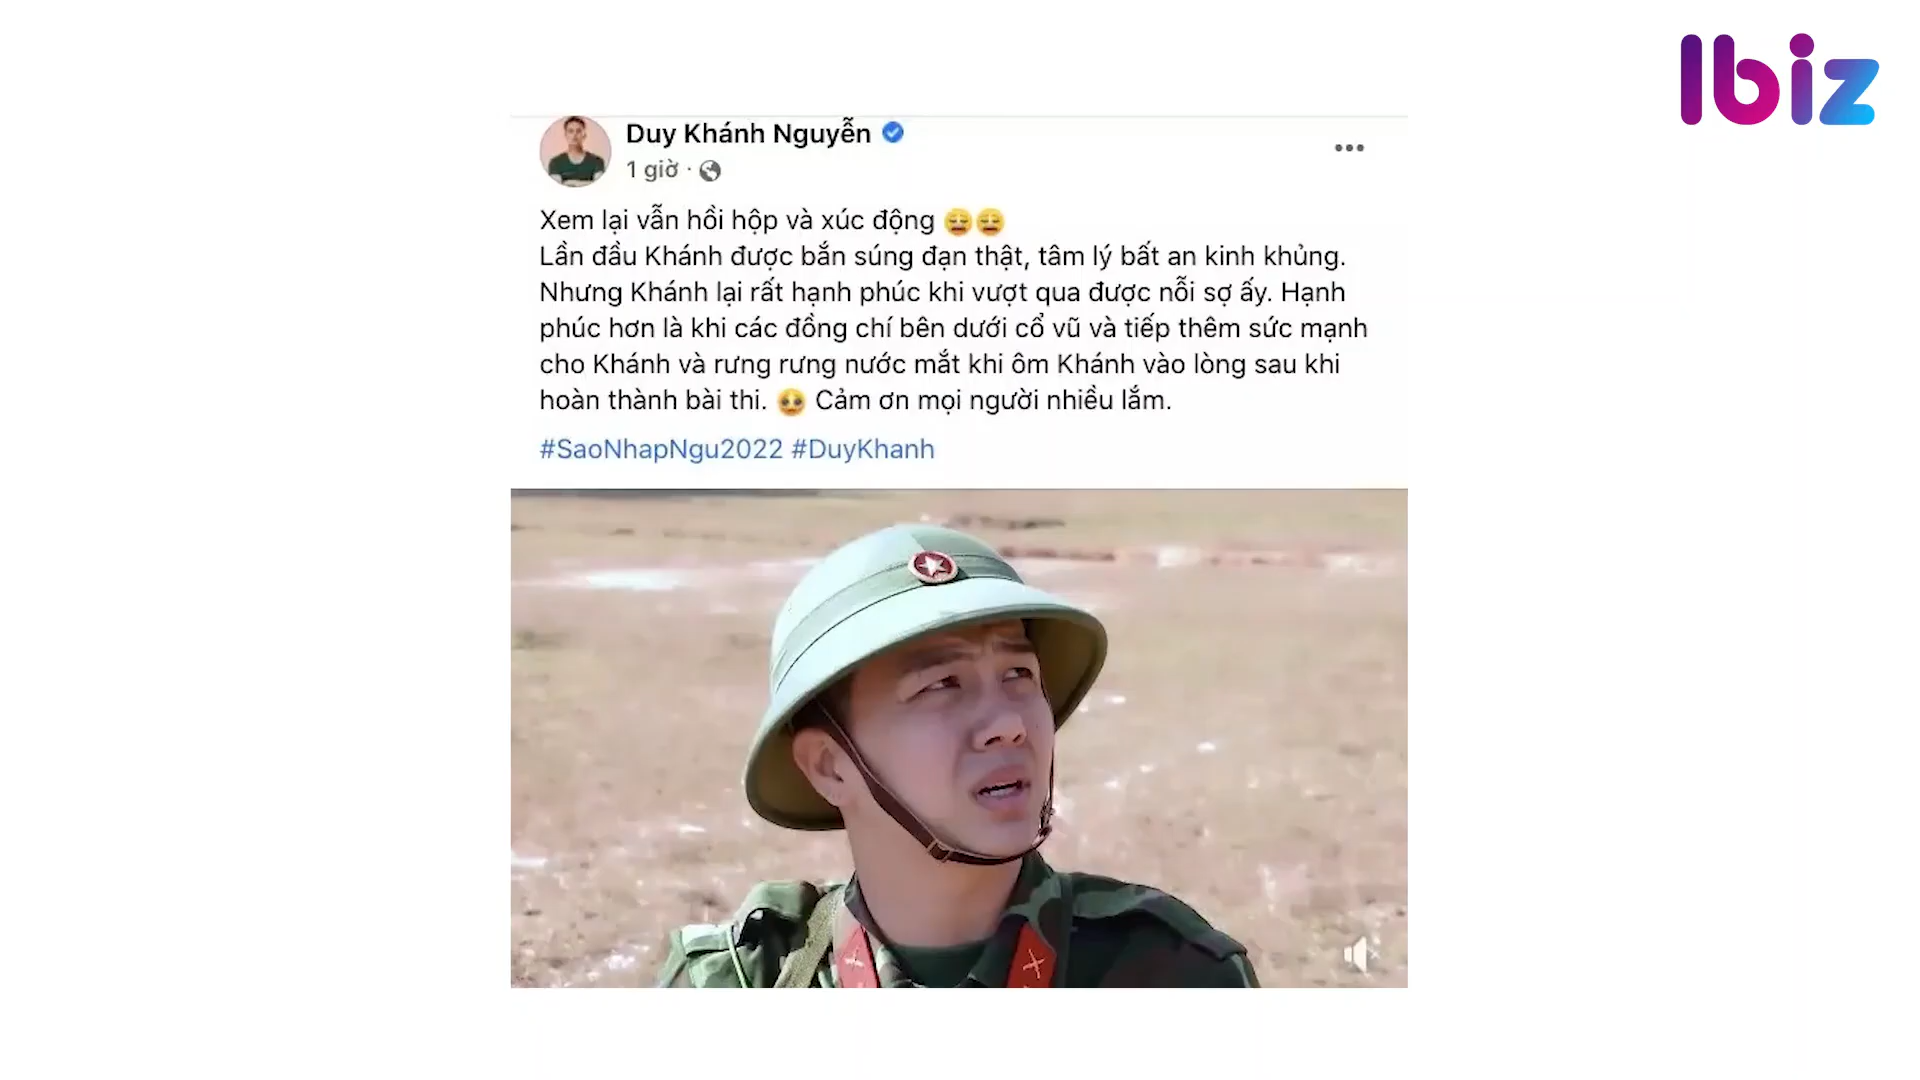 Ibiz
Duy Khánh Nguyễn
1 giờ ·
Xem lại vẫn hồi hộp và xúc động 😩😩
Lần đầu Khánh được bắn súng đạn thật, tâm lý bất an kinh khủng.
Nhưng Khánh lại rất hạnh phúc khi vượt qua được nỗi sợ ấy. Hạnh
phúc hơn là khi các đồng chí bên dưới cổ vũ và tiếp thêm sức mạnh
cho Khánh và rưng rưng nước mắt khi ôm Khánh vào lòng sau khi
hoàn thành bài thi. 🥺 Cảm ơn mọi người nhiều lắm.
#SaoNhapNgu2022 #DuyKhanh